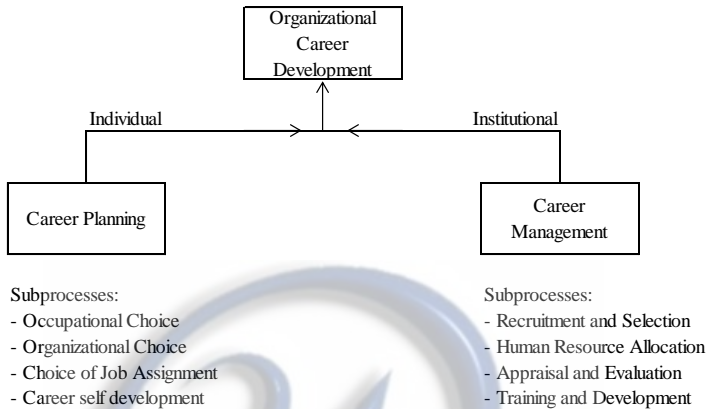 Organizational
Career
Development
Individual
Institutional
Career Planning
Career
Management
Subprocesses:
- Occupational Choice
- Organizational Choice
- Choice of Job Assignment
- Career self development
Subprocesses:
- Recruitment and Selection
- Human Resource Allocation
- Appraisal and Evaluation
- Training and Development